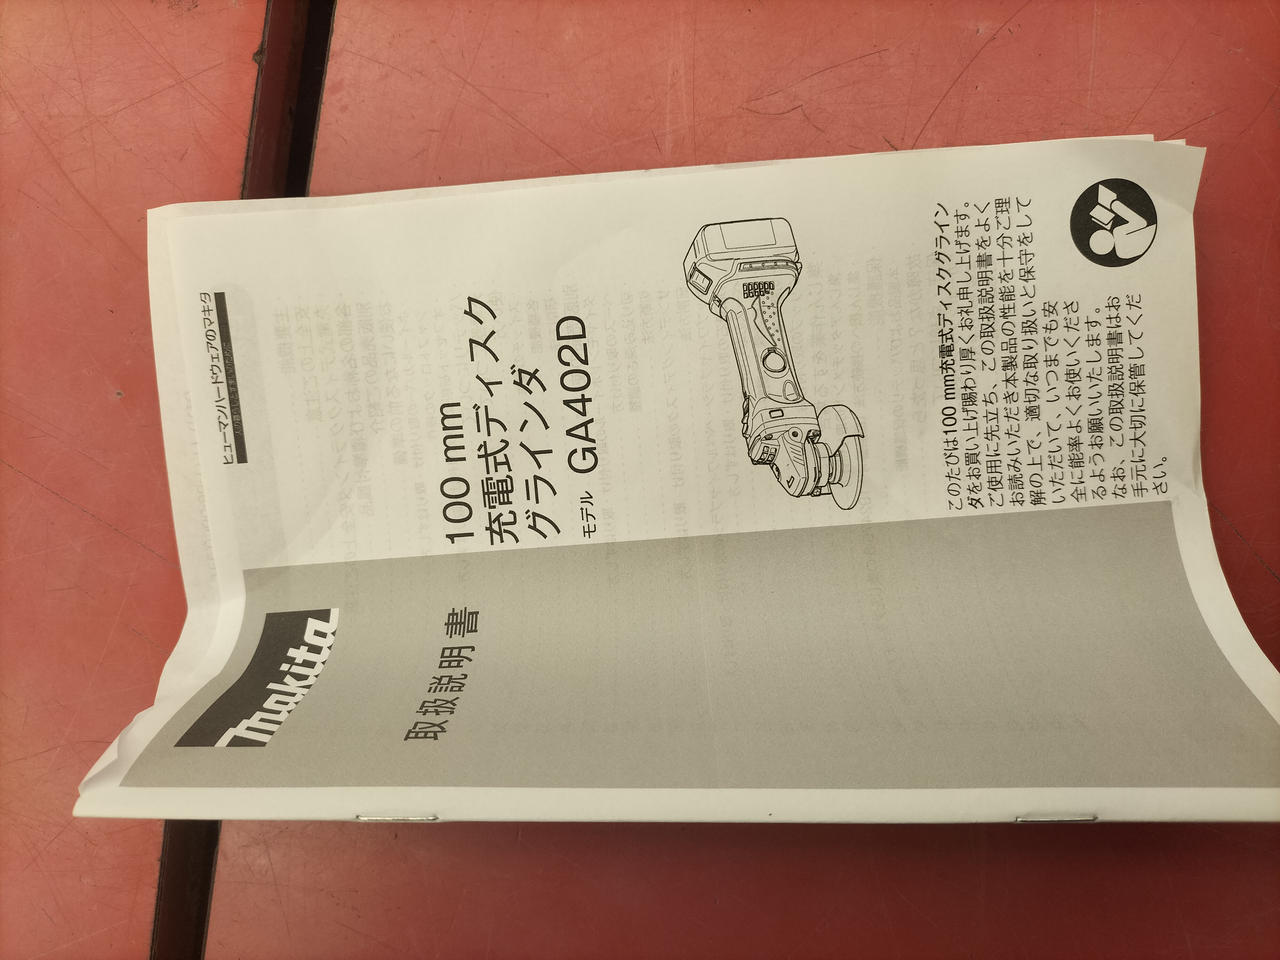 ヒューマンハードウェアのマキタ
Makita
取扱説明書
100 mm
充電式ディスク
グラインダ
モデル GA402D
このたびは100 mm充電式ディスクグライン
ダをお買い上げ賜わり厚くお礼申し上げます。
ご使用に先立ち、この取扱説明書をよく
お読みいただき本製品の性能を十分ご理
解の上で、適切な取り扱いと保守をして
いただいて、いつまでも安
全に能率よくお使いくださ
るようお願いいたします。
なお、この取扱説明書はお
手元に大切に保管してくだ
さい。